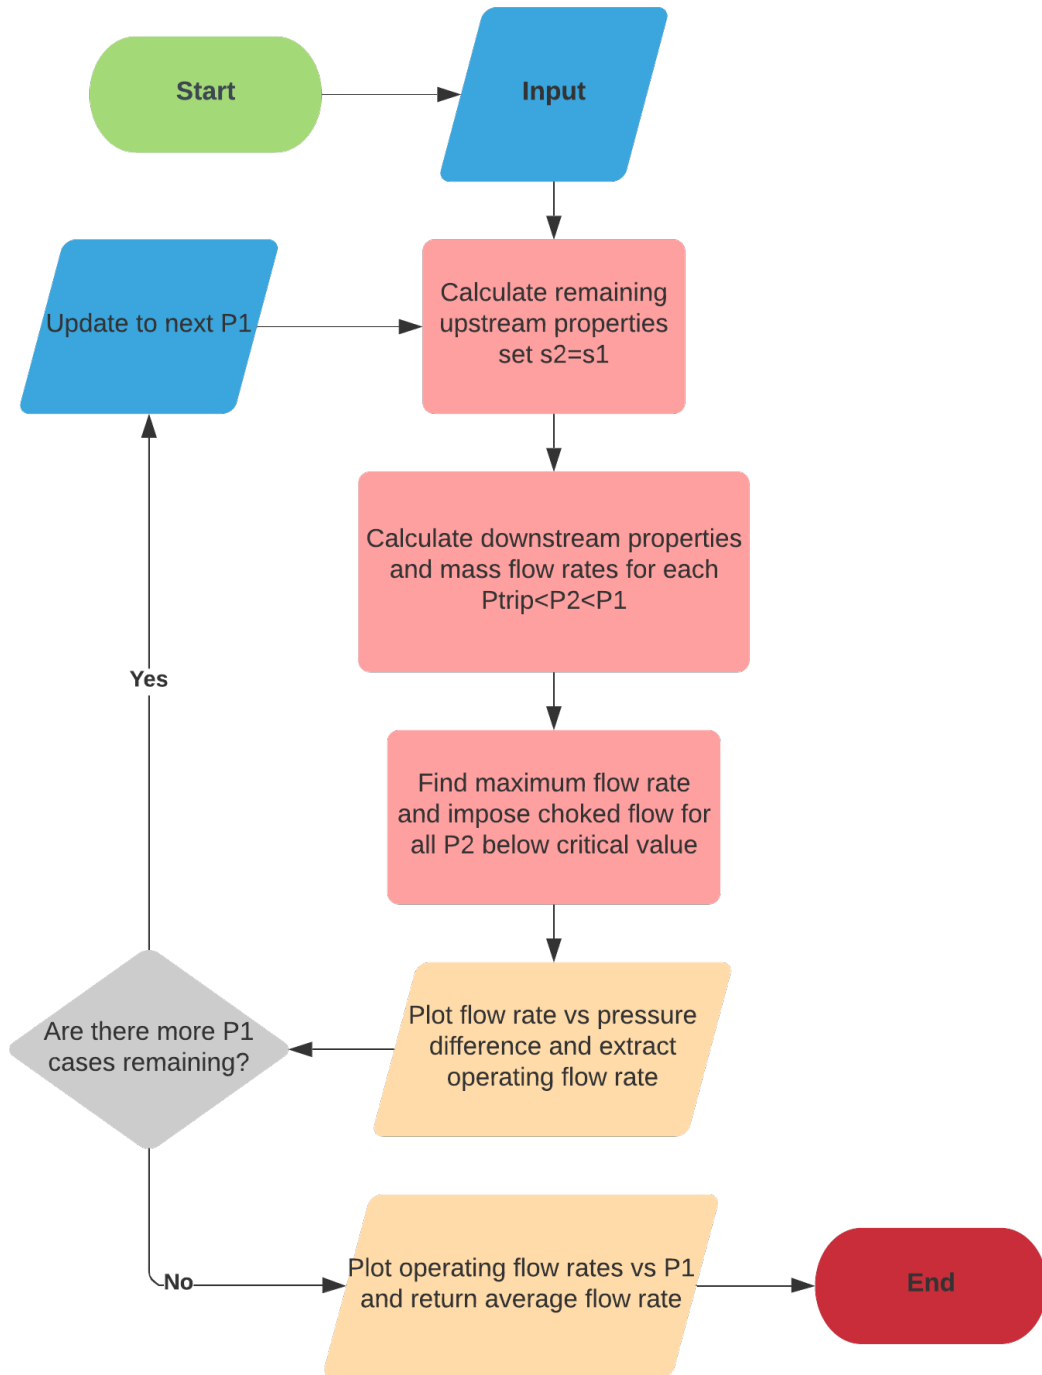 Start
Input
Update to next P1
Calculate remaining
upstream properties
set s2=s1
Calculate downstream properties
and mass flow rates for each
Ptrip<P2<P1
Yes
Find maximum flow rate
and impose choked flow for
all P2 below critical value
Are there more P1
cases remaining?
Plot flow rate vs pressure
difference and extract
operating flow rate
No
Plot operating flow rates vs P1
and return average flow rate
End